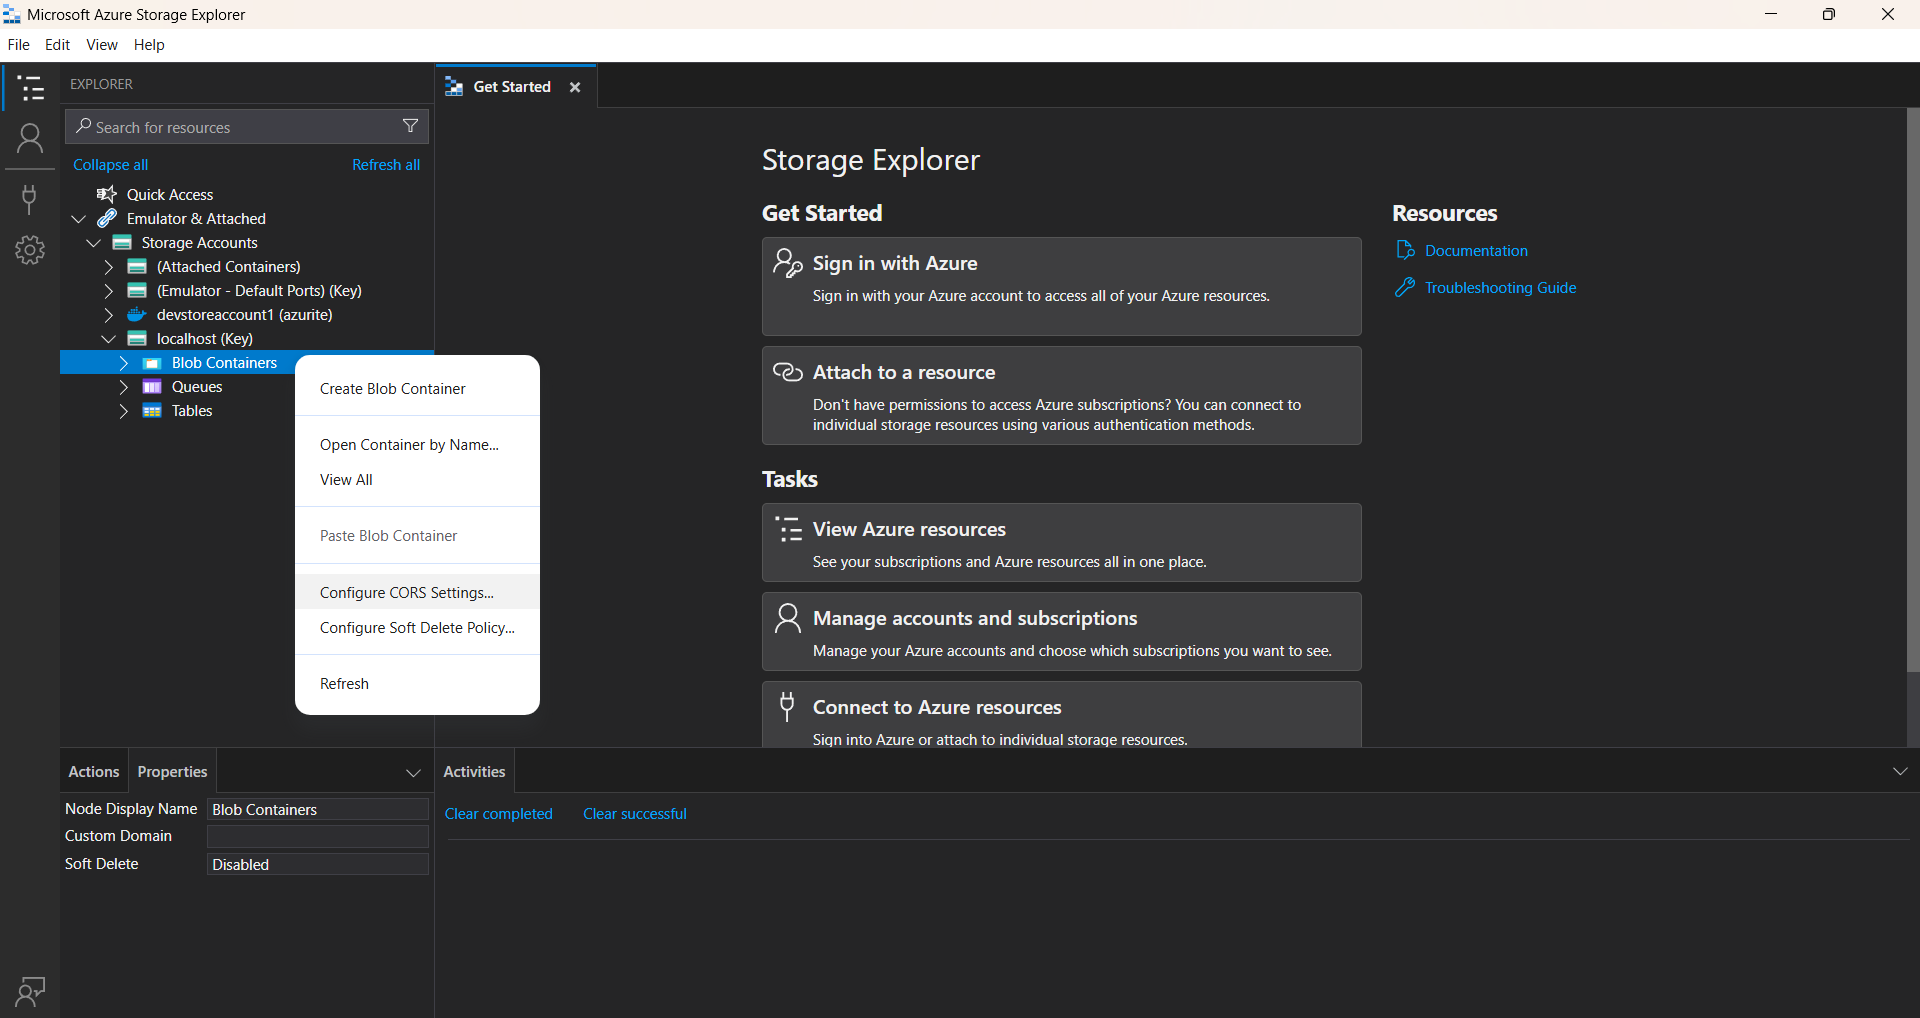 Microsoft Azure Storage Explorer
File Edit View Help
EXPLORER
Search for resources
Collapse all Refresh all
Quick Access
Emulator & Attached
Storage Accounts
(Attached Containers)
(Emulator - Default Ports) (Key)
devstoreaccount1 (azurite)
localhost (Key)
Blob Containers
Queues
Tables
Create Blob Container
Open Container by Name...
View All
Paste Blob Container
Configure CORS Settings...
Configure Soft Delete Policy...
Refresh
Get Started
Storage Explorer
Get Started
Sign in with Azure
Sign in with your Azure account to access all of your Azure resources.
Attach to a resource
Don't have permissions to access Azure subscriptions? You can connect to
individual storage resources using various authentication methods.
Tasks
View Azure resources
See your subscriptions and Azure resources all in one place.
Manage accounts and subscriptions
Manage your Azure accounts and choose which subscriptions you want to see.
Connect to Azure resources
Sign into Azure or attach to individual storage resources.
Resources
Documentation
Troubleshooting Guide
Actions Properties
Node Display Name Blob Containers
Custom Domain
Soft Delete Disabled
Activities
Clear completed Clear successful